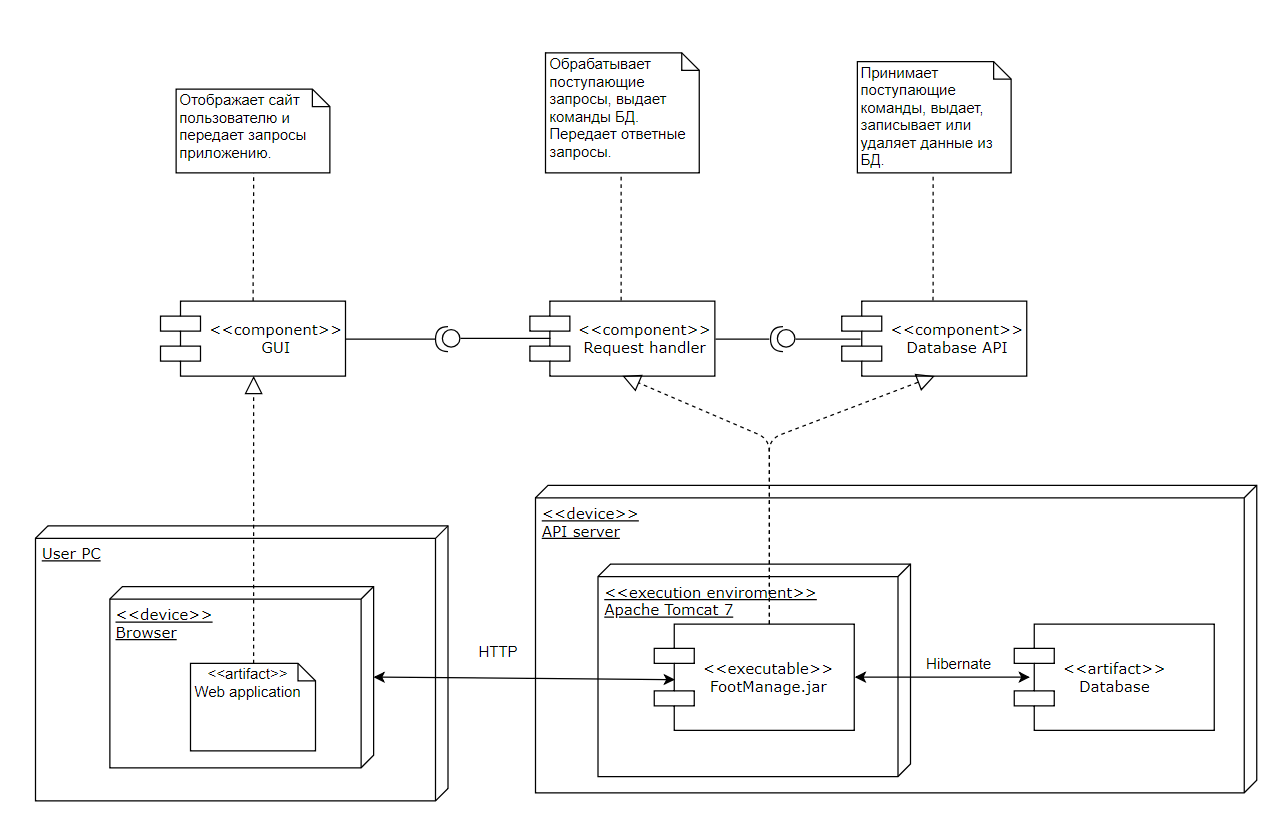 Отображает сайт
пользователю и
передает запросы
приложению.
Обрабатывает
поступающие
запросы, выдает
команды БД.
Передает ответные
запросы.
Принимает
поступающие
команды, выдает,
записывает или
удаляет данные из
БД.
<<component>>
GUI
<<component>>
Request handler
<<component>>
Database API
User PC
<<device>>
Browser
<<artifact>>
Web application
HTTP
<<device>>
API server
<<execution enviroment>>
Apache Tomcat 7
<<executable>>
FootManage.jar
Hibernate
<<artifact>>
Database